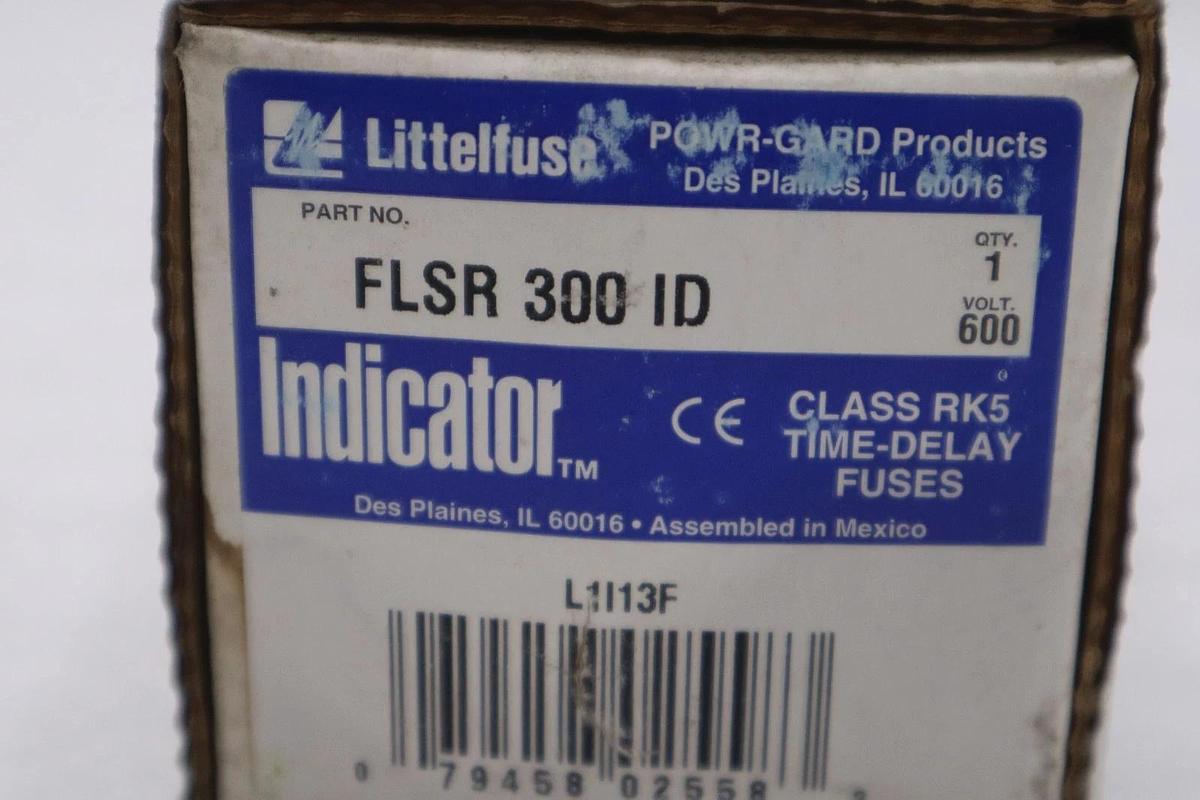 Littelfuse POWR-GARD Products
Des Plaines, IL 60016
PART NO.
QTY.
1
FLSR 300 ID
VOLT.
600
Indicator™
CE CLASS RK5
TIME-DELAY
FUSES
Des Plaines, IL 60016 • Assembled in Mexico
L1I13F
0 79458 02558